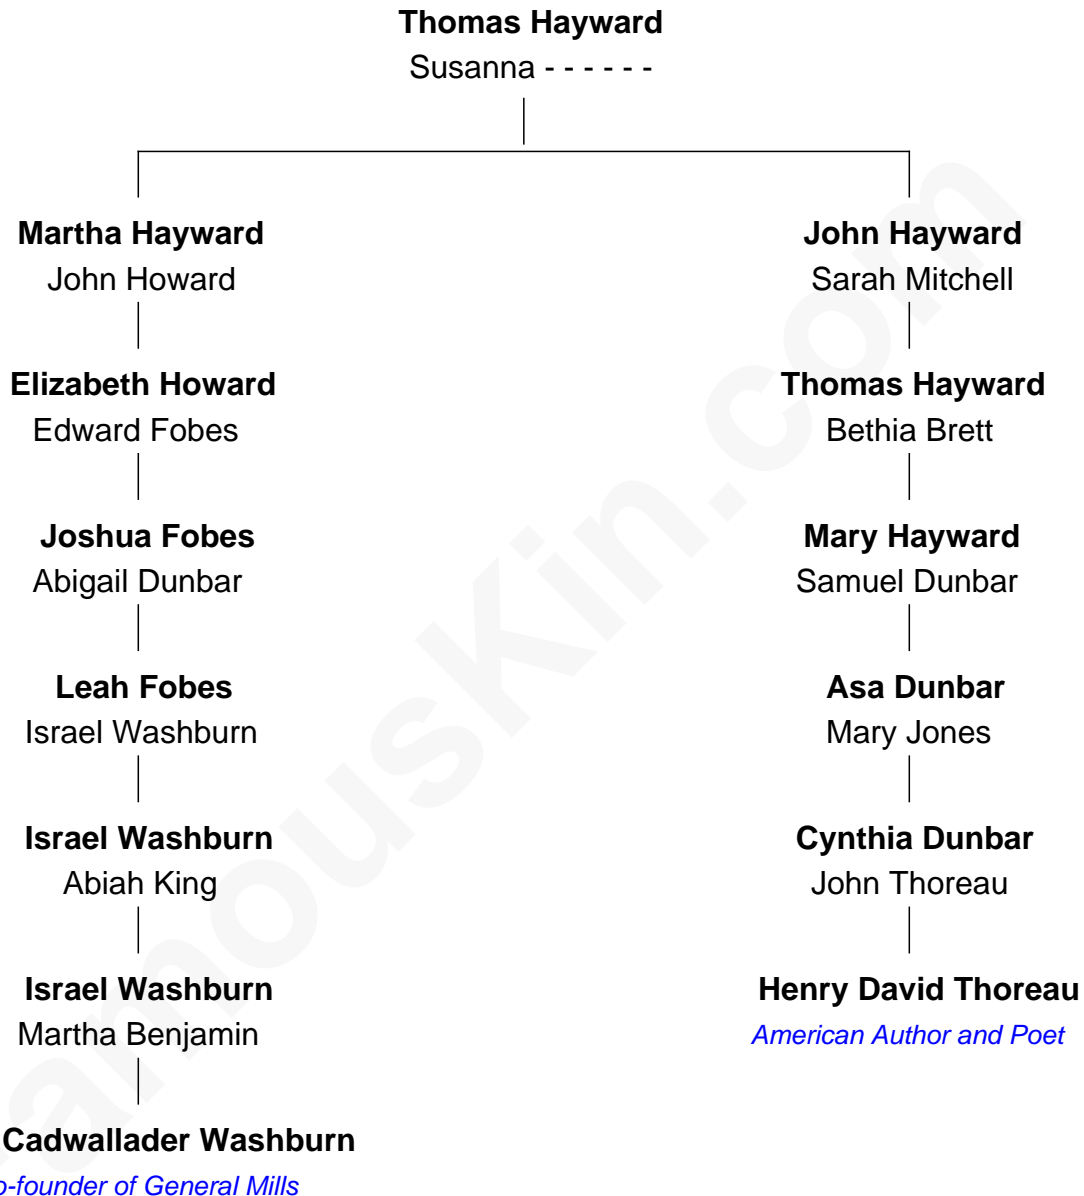 Thomas Hayward
Susanna - - - - - -
Martha Hayward
John Howard
John Hayward
Sarah Mitchell
Elizabeth Howard
Edward Fobes
Thomas Hayward
Bethia Brett
Joshua Fobes
Abigail Dunbar
Mary Hayward
Samuel Dunbar
Leah Fobes
Israel Washburn
Asa Dunbar
Mary Jones
Israel Washburn
Abiah King
Cynthia Dunbar
John Thoreau
Israel Washburn
Martha Benjamin
Henry David Thoreau
American Author and Poet
Cadwallader Washburn
o-founder of General Mills
amouskin.com